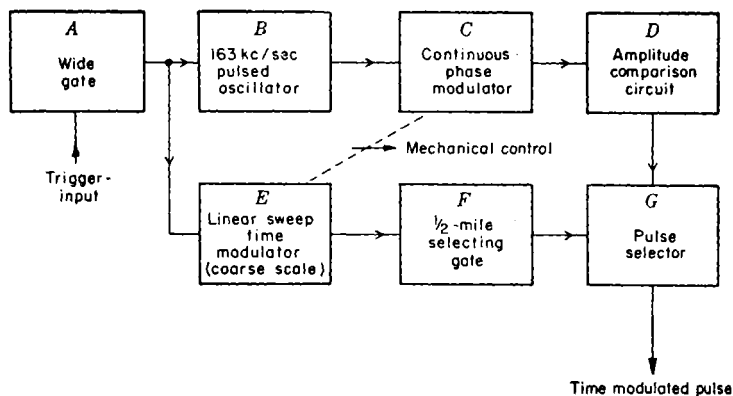 A
Wide
gate
B
163 kc/sec
pulsed
oscillator
C
Continuous-
phase
modulator
D
Amplitude
comparison
circuit
Mechanical control
Trigger-
input
E
Linear sweep
time
modulator
(coarse scale)
F
1/2-mile
selecting
gate
G
Pulse
selector
Time modulated pulse